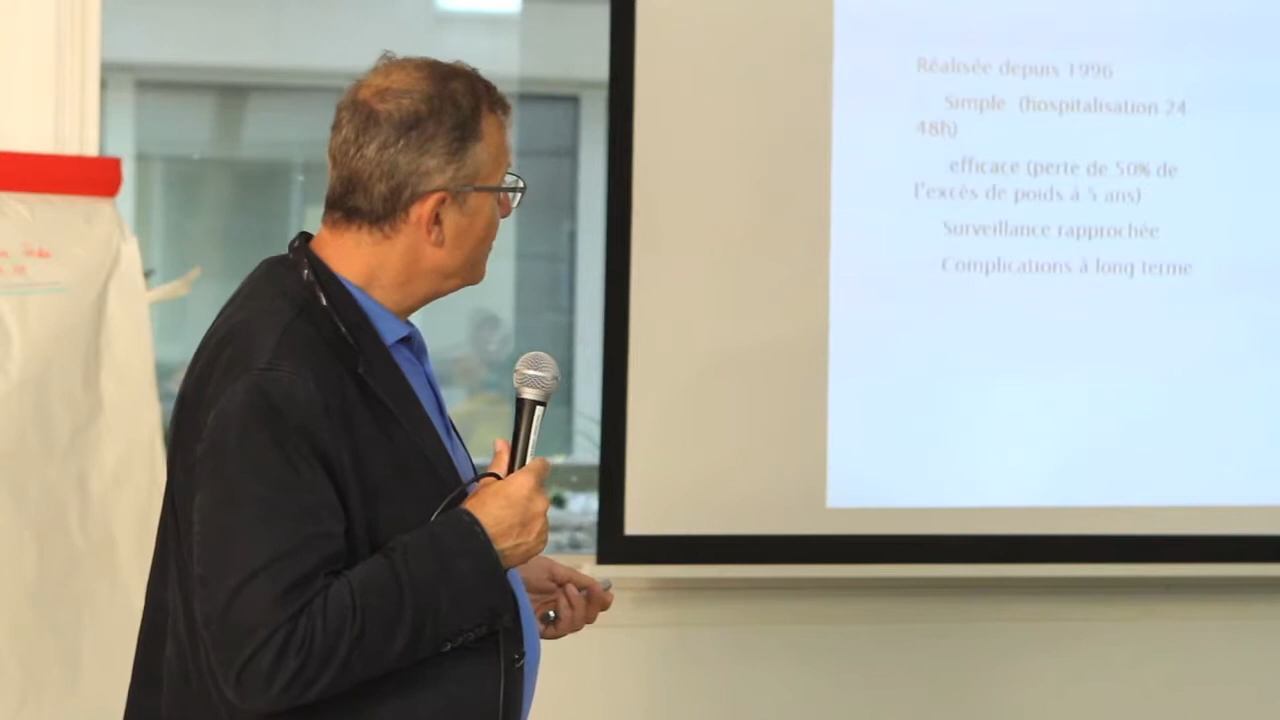 Réalisée depuis 1996
Simple (hospitalisation 24
48h)
efficace (perte de 50% de
l'excès de poids à 5 ans)
Surveillance rapprochée
Complications à long terme